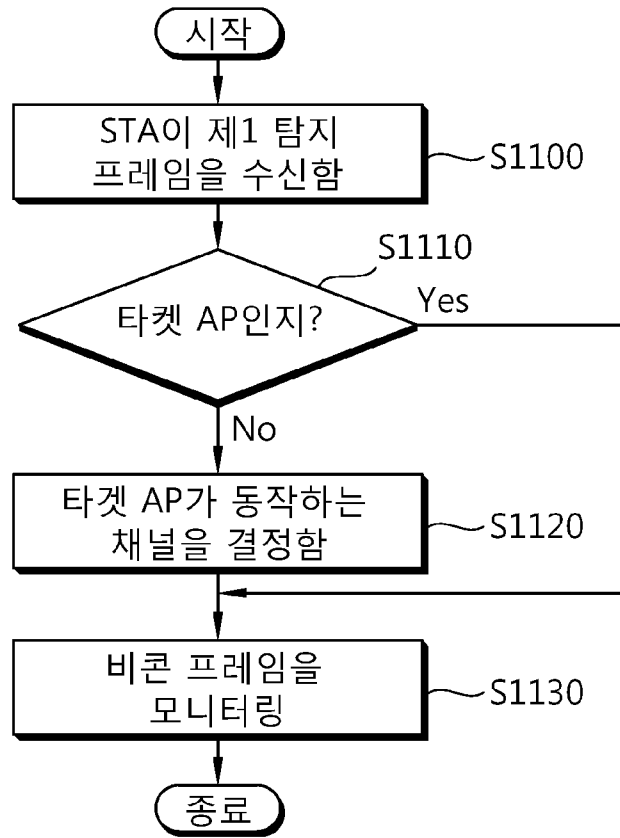 시작
STA이 제1 탐지
프레임을 수신함
S1100
S1110
타켓 AP인지?
Yes
No
타겟 AP가 동작하는
채널을 결정함
S1120
비콘 프레임을
모니터링
S1130
종료